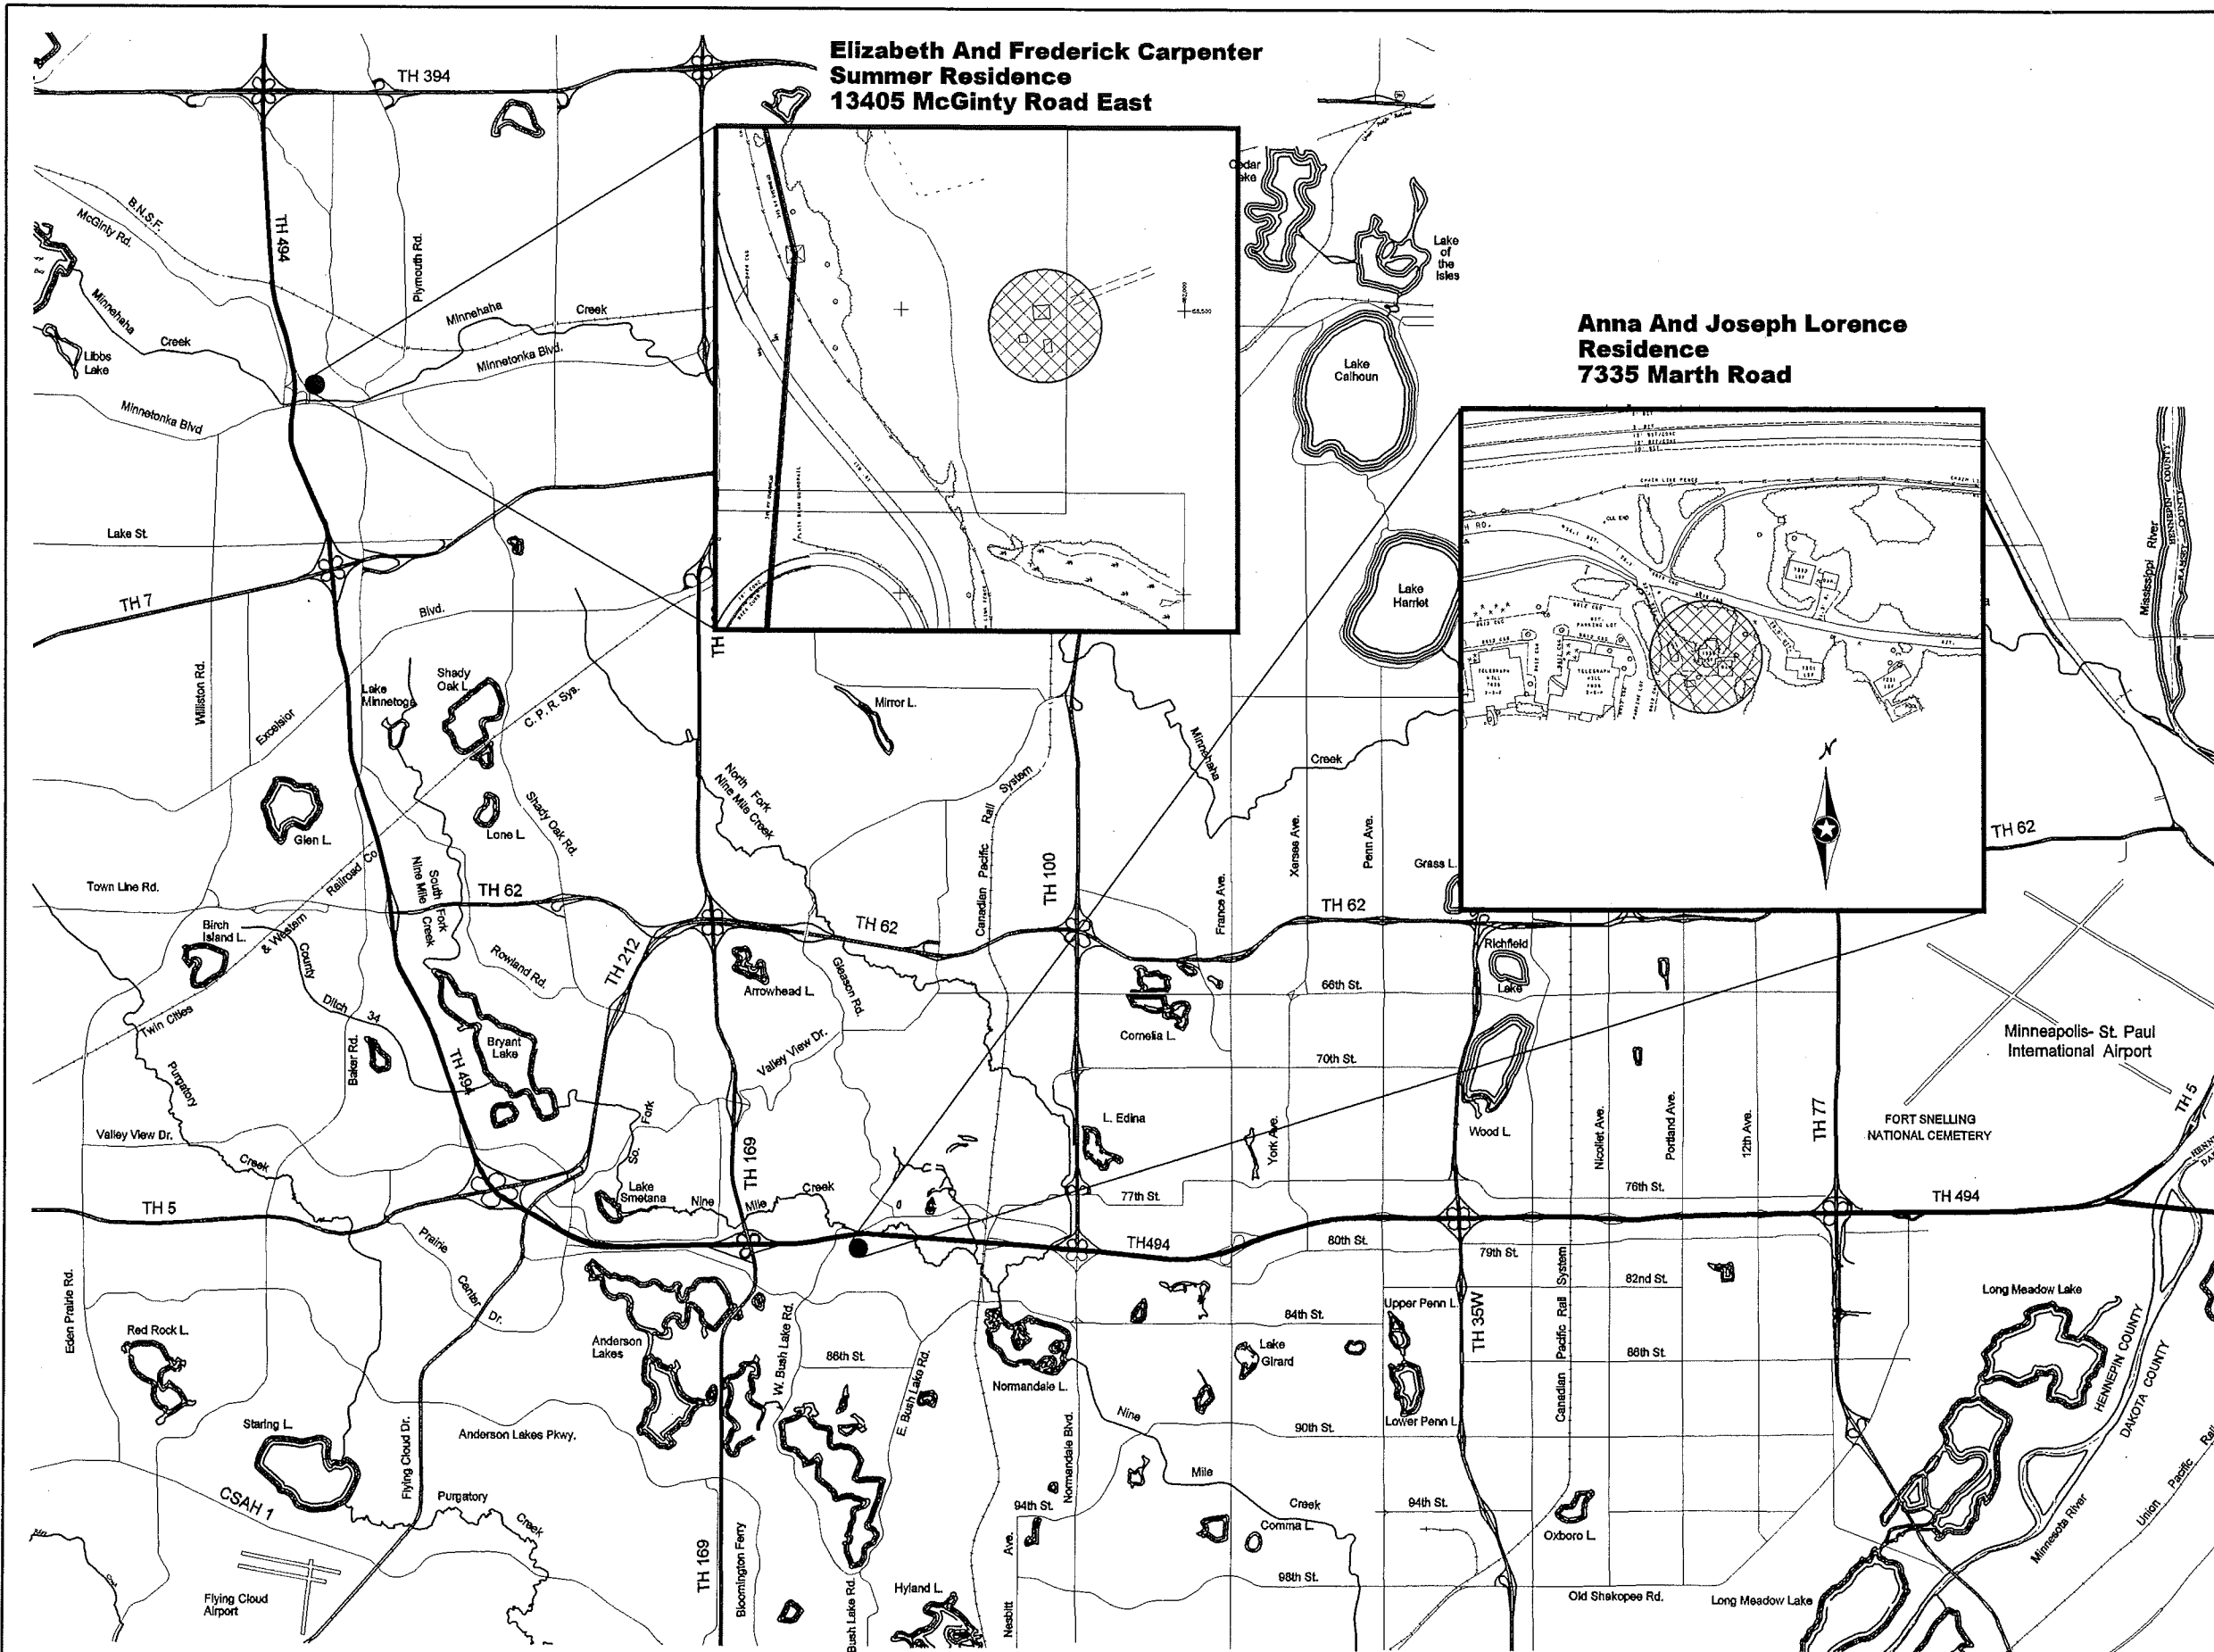 Elizabeth And Frederick Carpenter
Summer Residence
13405 McGinty Road East
TH 394
B.N.S.F.
McGinty Rd.
TH 494
Plymouth Rd.
Minnehaha
Creek
Minnehaha
Creek
Minnetonka Blvd.
Libbs
Lake
Minnetonka Blvd
Cedar
Lake
of
the
Isles
Lake
Calhoun
Anna And Joseph Lorence
Residence
7335 Marth Road
CHAIN LINK FENCE
TELEGRAPH
HILL
TELEGRAPH
HILL
PARKING LOT
N
Mississippi River
HENNEPIN COUNTY
RAMSEY COUNTY
Lake St.
TH 7
Blvd.
TH
Lake
Harriet
Williston Rd.
Excelsior
Lake
Minnetoga
Shady
Oak L.
C. P. R. Sys.
Mirror L.
Minnehaha
Creek
Glen L.
Lone L.
Shady Oak Rd.
North Fork
Nine Mile Creek
Canadian Pacific Rail System
TH 100
France Ave.
Xerxes Ave.
Penn Ave.
Grass L.
TH 62
Town Line Rd.
Twin Cities & Western Railroad Co
South Fork
Nine Mile Creek
TH 62
TH 62
TH 62
Birch
Island L.
County Ditch 34
Rowland Rd.
TH 212
Arrowhead L.
Gleason Rd.
Richfield
Lake
66th St.
Cornelia L.
Bryant
Lake
Baker Rd.
TH 494
Valley View Dr.
70th St.
Minneapolis- St. Paul
International Airport
Purgatory
Creek
Valley View Dr.
So. Fork
TH 169
L. Edina
York Ave.
Wood L.
Nicollet Ave.
Portland Ave.
12th Ave.
TH 77
FORT SNELLING
NATIONAL CEMETERY
TH 5
TH 5
Lake
Smetana
Nine Mile Creek
77th St.
76th St.
TH 494
Prairie Center Dr.
TH494
80th St.
79th St.
82nd St.
Canadian Pacific Rail System
Eden Prairie Rd.
Red Rock L.
Anderson
Lakes
W. Bush Lake Rd.
86th St.
E. Bush Lake Rd.
Normandale L.
84th St.
Lake
Girard
Upper Penn L.
TH 35W
86th St.
Long Meadow Lake
HENNEPIN COUNTY
DAKOTA COUNTY
Staring L.
Flying Cloud Dr.
Anderson Lakes Pkwy.
Normandale Blvd.
Nine
Mile
Creek
Lower Penn L.
90th St.
CSAH 1
Purgatory
Creek
94th St.
Comma L.
94th St.
Oxboro L.
Minnesota River
Union Pacific
Flying Cloud
Airport
TH 169
Bloomington Ferry
Bush Lake Rd.
Hyland L.
Nesbitt Ave.
98th St.
Old Shakopee Rd.
Long Meadow Lake